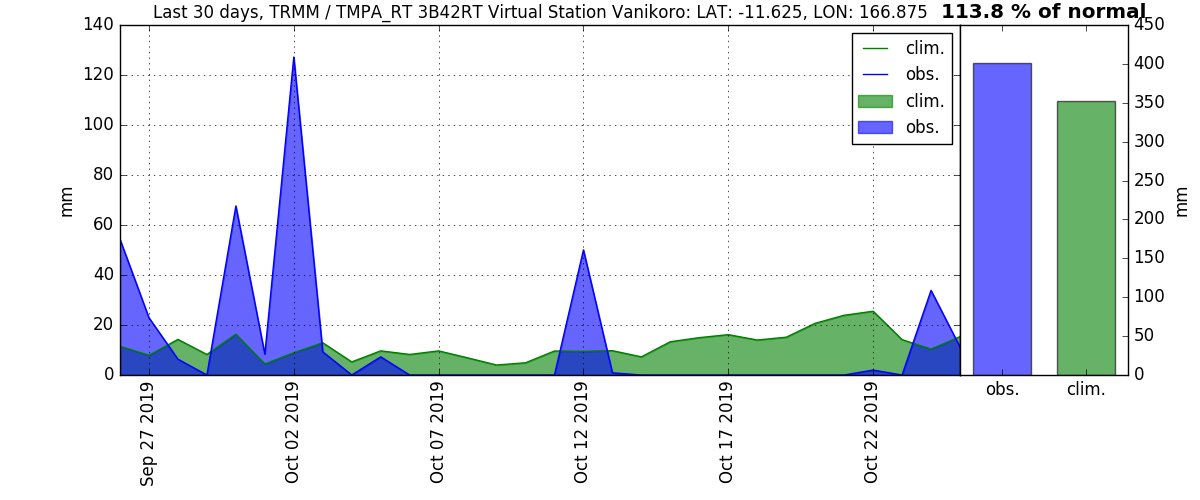 Last 30 days, TRMM / TMPA_RT 3B42RT Virtual Station Vanikoro: LAT: -11.625, LON: 166.875 113.8 % of normal
140
120
100
80
60
40
20
0
mm
clim.
obs.
clim.
obs.
Sep 27 2019
Oct 02 2019
Oct 07 2019
Oct 12 2019
Oct 17 2019
Oct 22 2019
450
400
350
300
250
200
150
100
50
0
mm
obs.
clim.